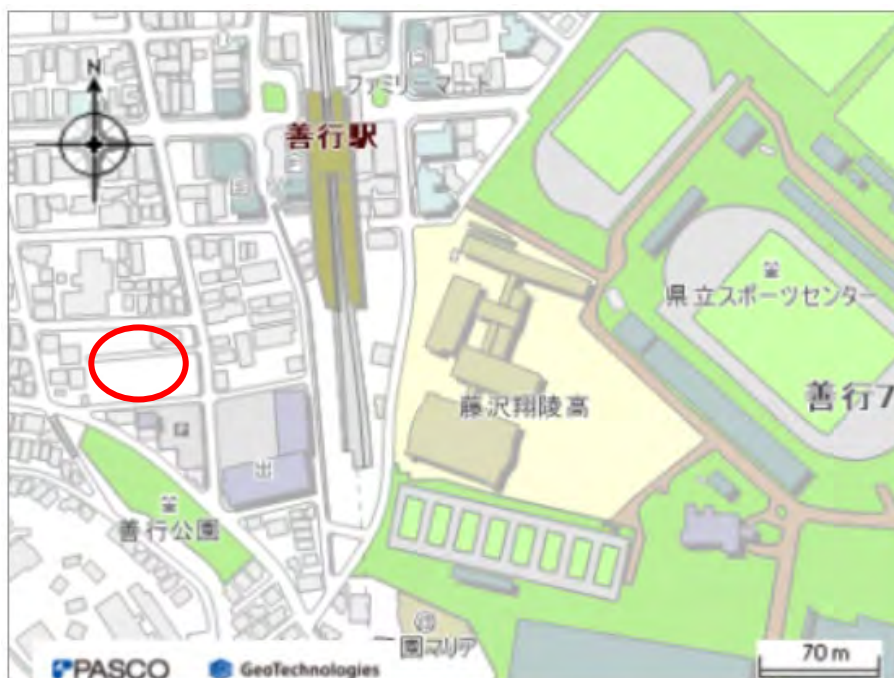 N
ファミリーマート
善行駅
県立スポーツセンター
藤沢翔陵高
善行7
出
善行公園
園マリア
70 m
PASCO
GeoTechnologies